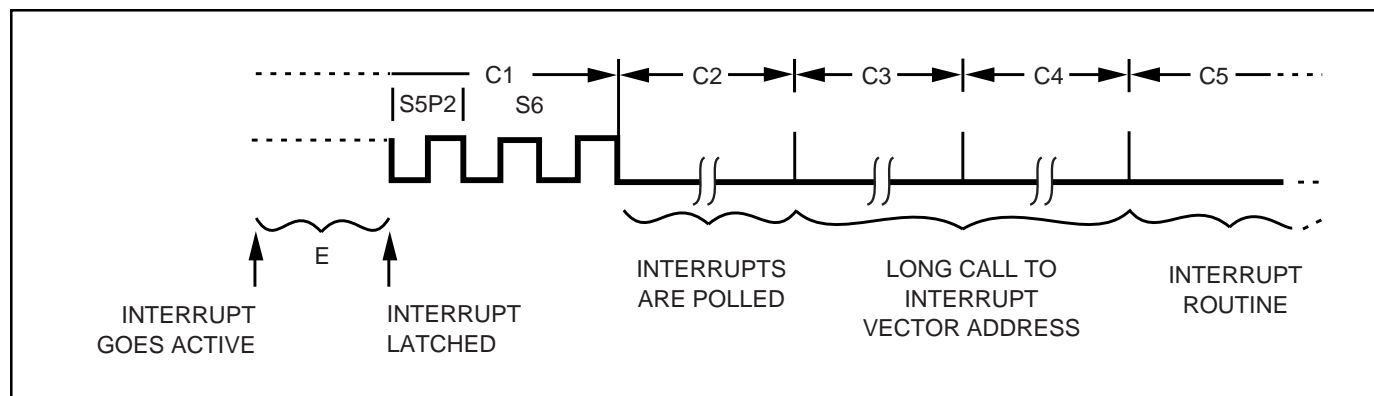 C1 C2 C3 C4 C5
S5P2 S6
E
INTERRUPT
GOES ACTIVE
INTERRUPT
LATCHED
INTERRUPTS
ARE POLLED
LONG CALL TO
INTERRUPT
VECTOR ADDRESS
INTERRUPT
ROUTINE